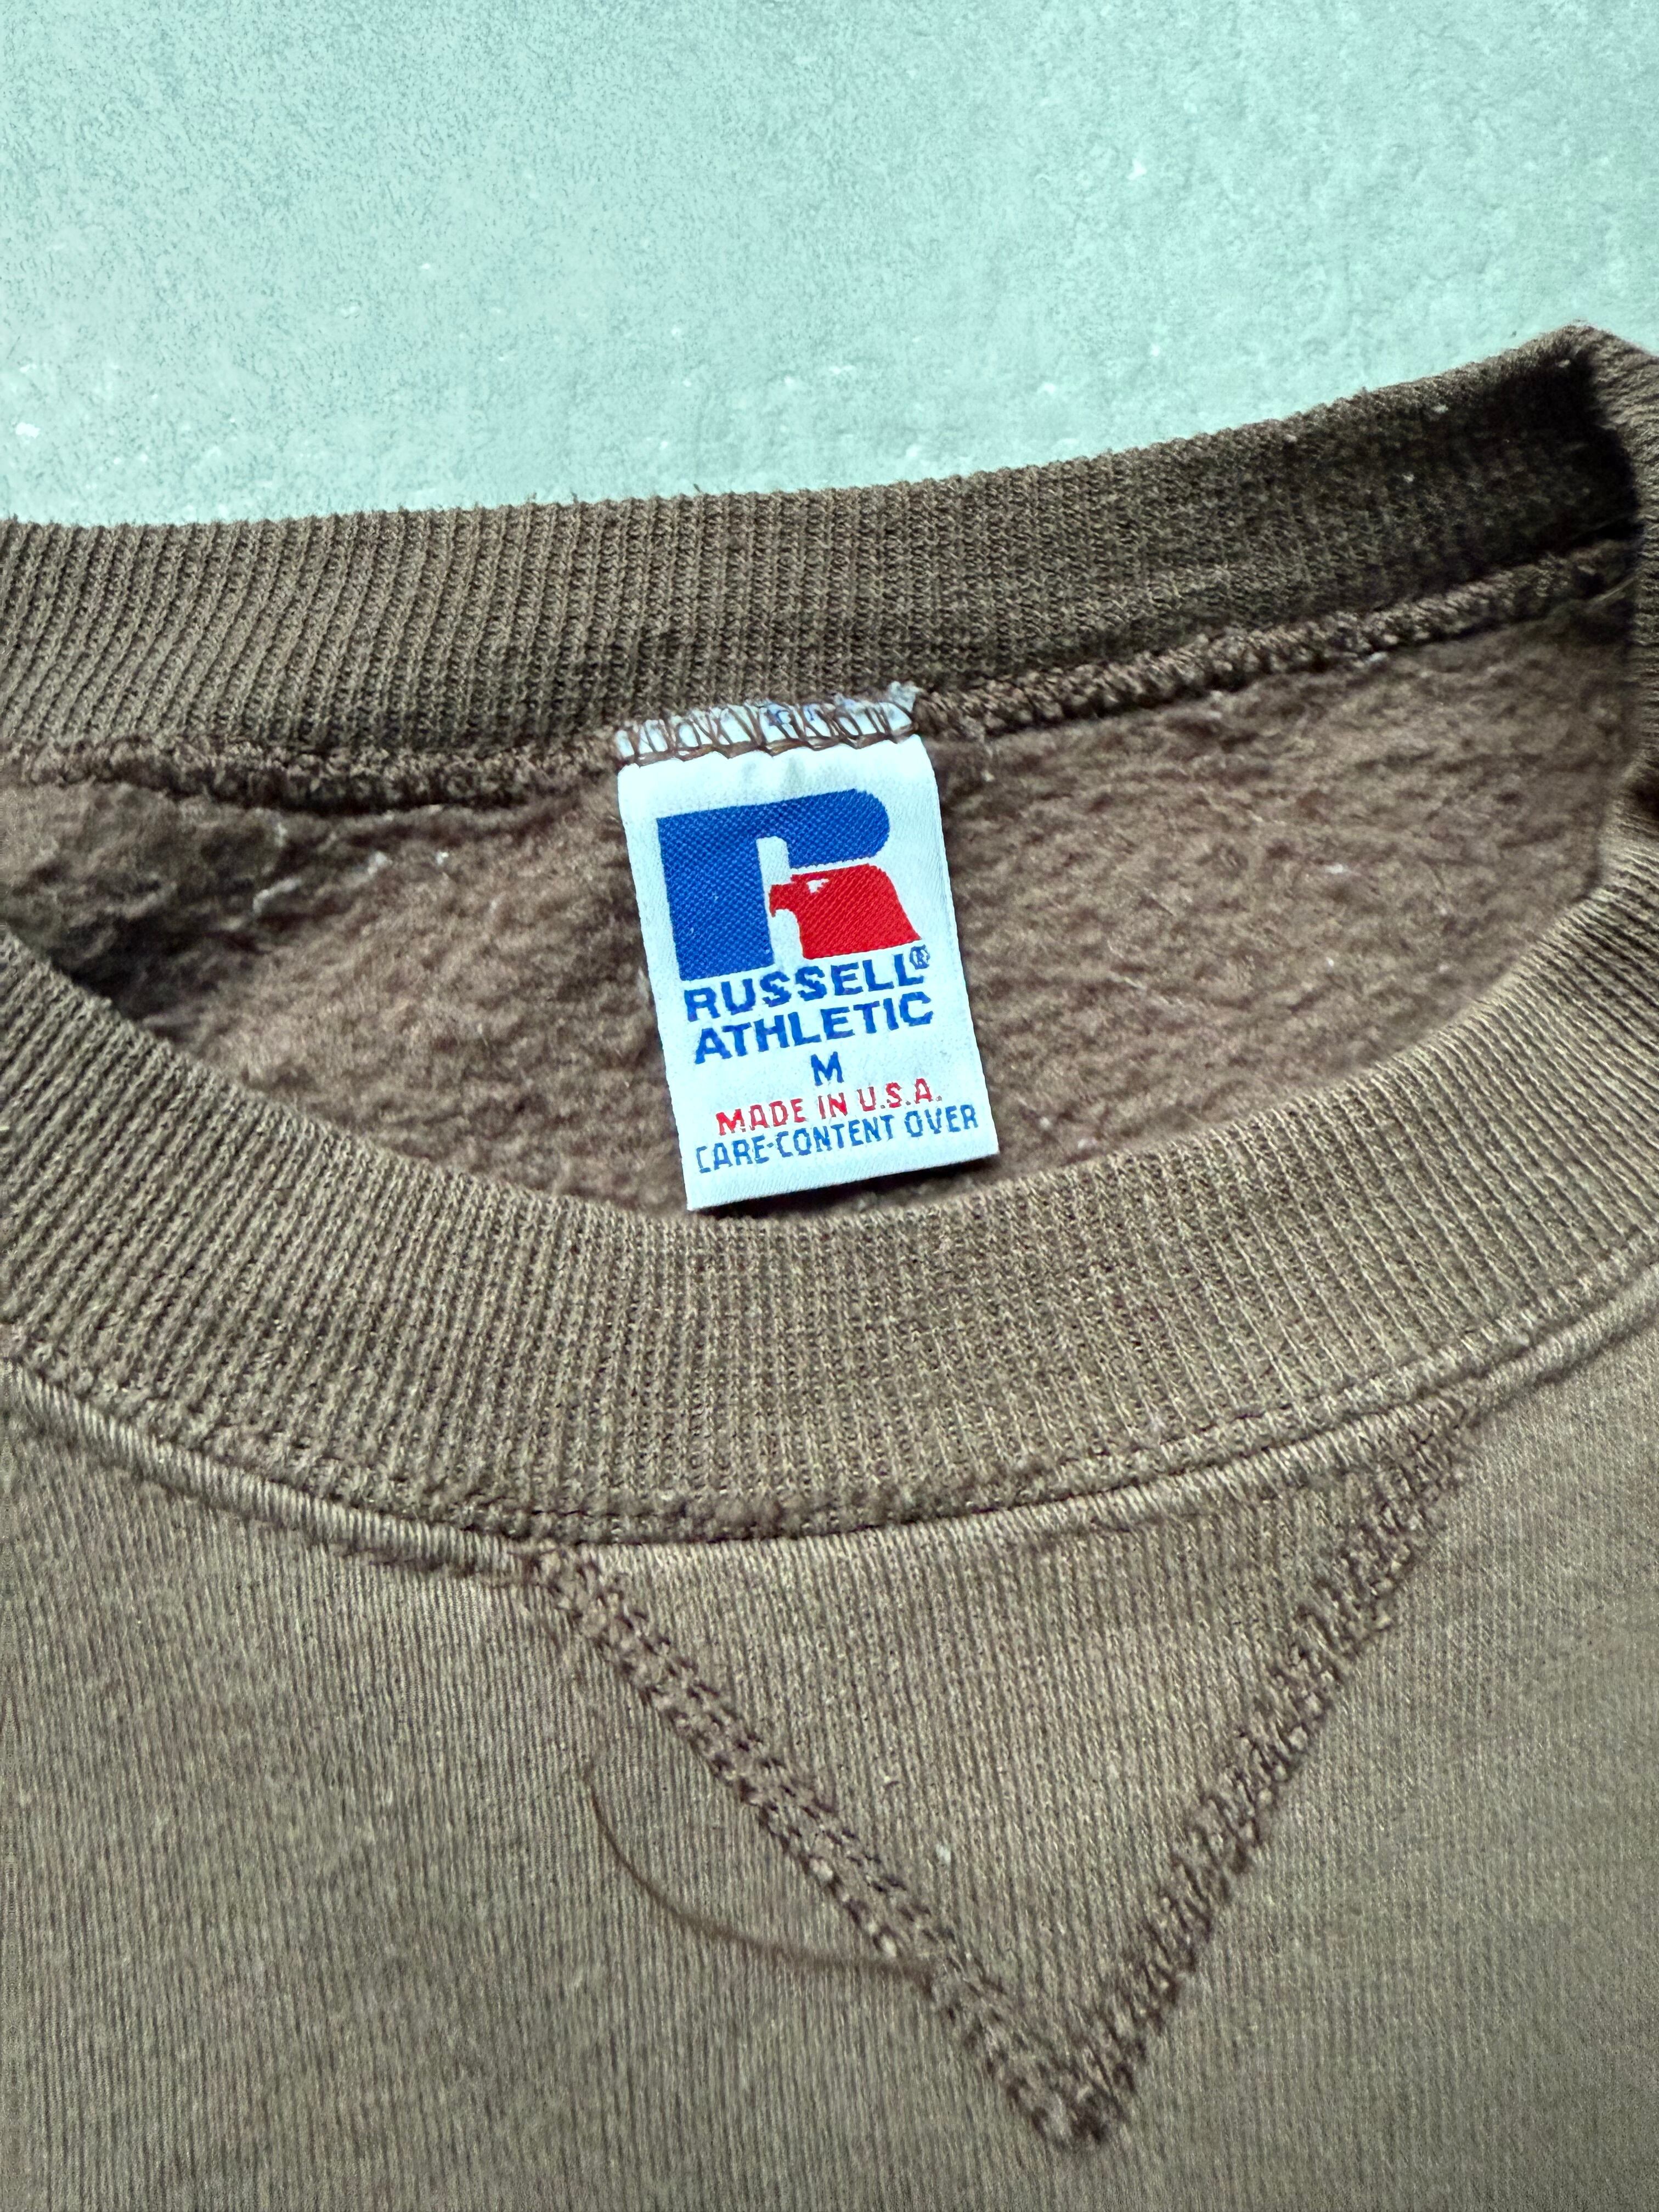 RUSSELL®
ATHLETIC
M
MADE IN U.S.A.
CARE-CONTENT OVER